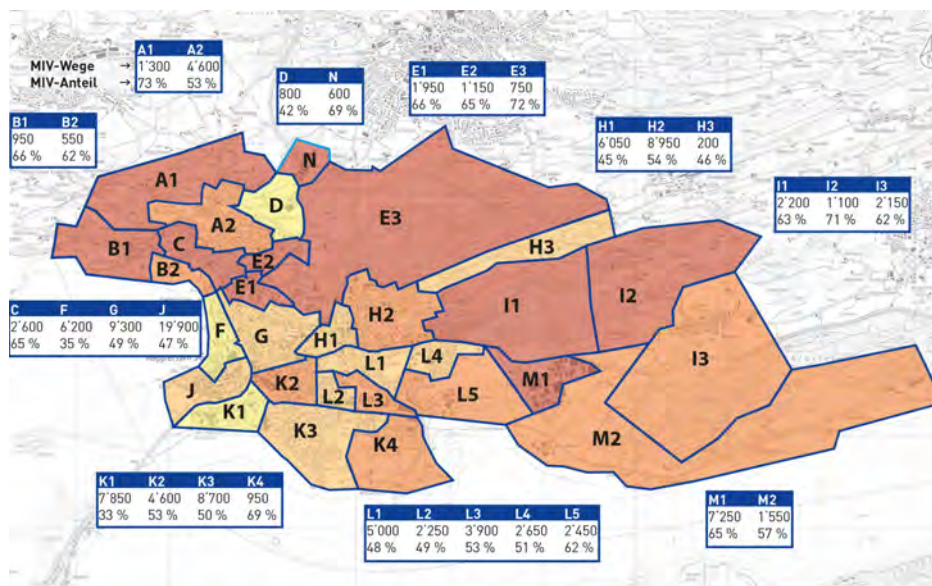 A1 A2
MIV-Wege → 1'300 4'600
MIV-Anteil → 73 % 53 %
D N
800 600
42 % 69 %
E1 E2 E3
1'950 1'150 750
66 % 65 % 72 %
B1 B2
950 550
66 % 62 %
H1 H2 H3
6'050 8'950 200
45 % 54 % 46 %
I1 I2 I3
2'200 1'100 2'150
63 % 71 % 62 %
N
A1
D
A2
E3
C
B1
B2
E2
E1
H3
I1
I2
H2
H1
G
F
C F G J
2'600 6'200 9'300 19'900
65 % 35 % 49 % 47 %
L1
L4
I3
M1
J
K2
L2
L3
L5
K1
K3
K4
M2
K1 K2 K3 K4
7'850 4'600 8'700 950
33 % 53 % 50 % 69 %
L1 L2 L3 L4 L5
5'000 2'250 3'900 2'650 2'450
48 % 49 % 53 % 51 % 62 %
M1 M2
7'250 1'550
65 % 57 %